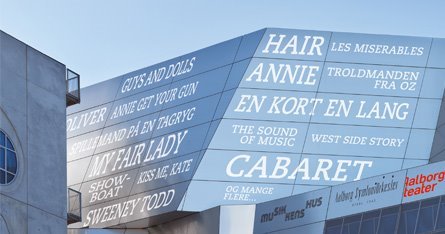 GUYS AND DOLLS
OLIVER
ANNIE GET YOUR GUN
SPILLEMAND PÅ EN TAGRYG
MY FAIR LADY
SHOW-
BOAT
KISS ME, KATE
SWEENEY TODD
HAIR
LES MISERABLES
ANNIE
TROLDMANDEN
FRA OZ
EN KORT EN LANG
THE SOUND
OF MUSIC
WEST SIDE STORY
CABARET
OG MANGE
FLERE...
MUSIK
KENS
HUS
Aalborg Symfoniorkester
Aalborg
teater